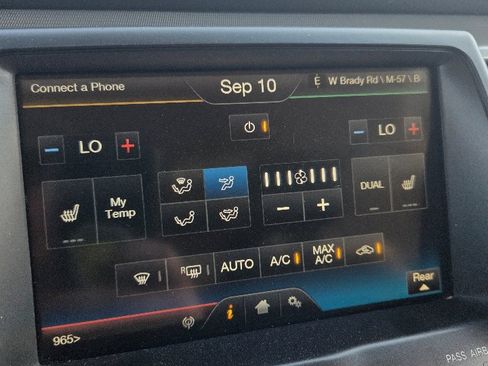 Connect a Phone
Sep 10
E W Brady Rd \ M-57 \ B
LO
LO
My
Temp
DUAL
R
AUTO
A/C
MAX
A/C
Rear
965>
i
PASS AIRB